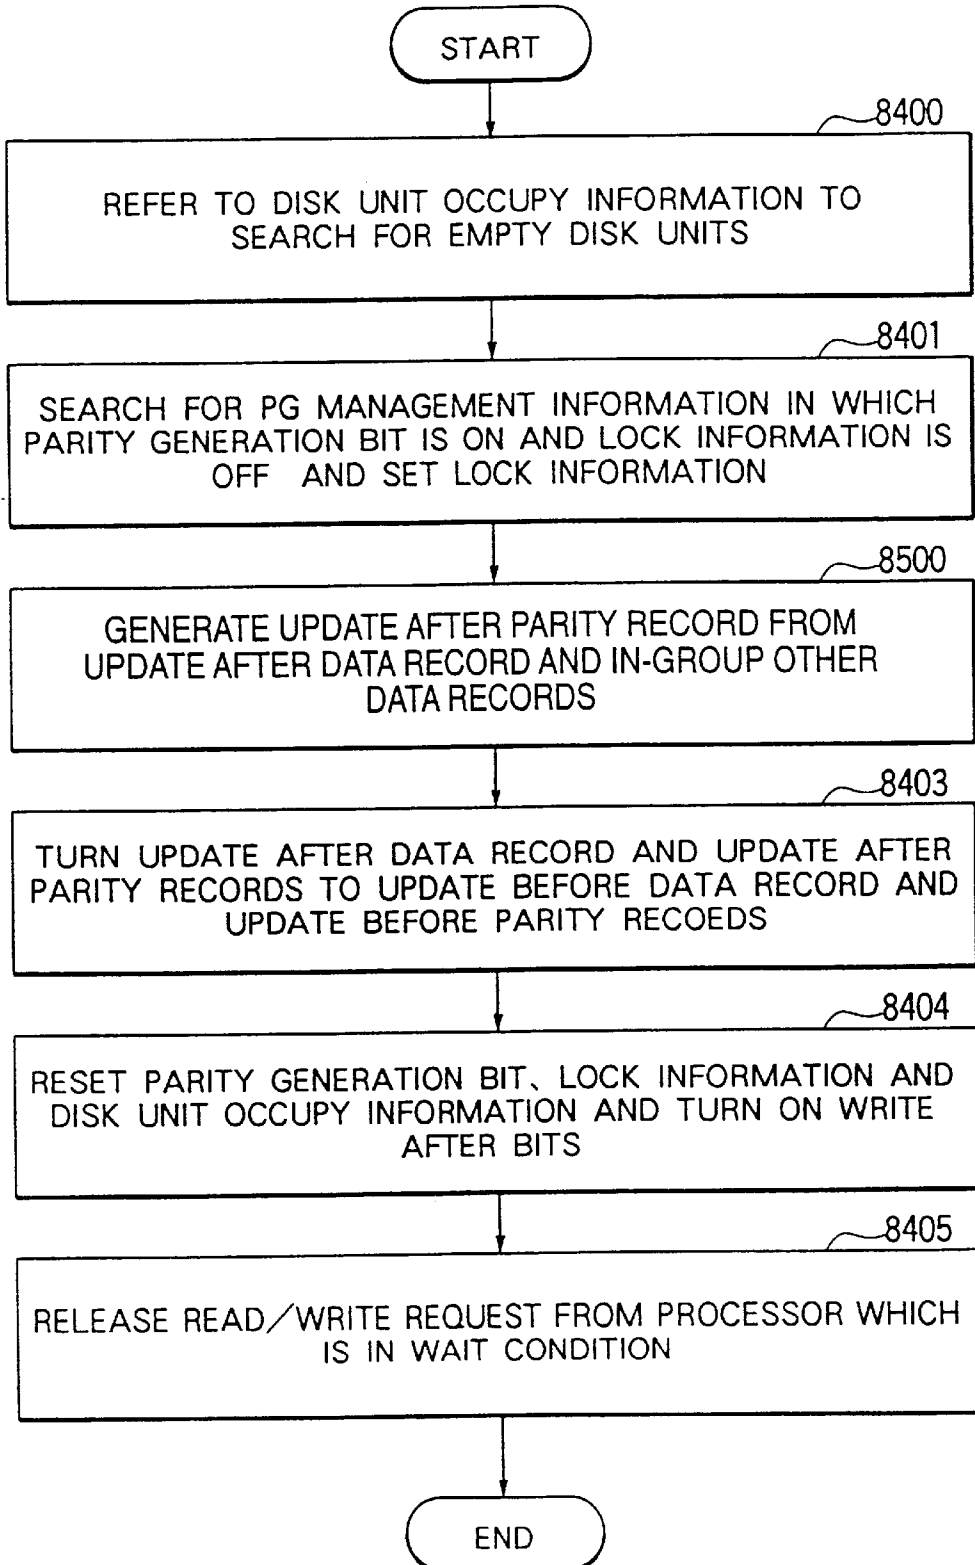 START
8400
REFER TO DISK UNIT OCCUPY INFORMATION TO
SEARCH FOR EMPTY DISK UNITS
8401
SEARCH FOR PG MANAGEMENT INFORMATION IN WHICH
PARITY GENERATION BIT IS ON AND LOCK INFORMATION IS
OFF AND SET LOCK INFORMATION
8500
GENERATE UPDATE AFTER PARITY RECORD FROM
UPDATE AFTER DATA RECORD AND IN-GROUP OTHER
DATA RECORDS
8403
TURN UPDATE AFTER DATA RECORD AND UPDATE AFTER
PARITY RECORDS TO UPDATE BEFORE DATA RECORD AND
UPDATE BEFORE PARITY RECOEDS
8404
RESET PARITY GENERATION BIT、LOCK INFORMATION AND
DISK UNIT OCCUPY INFORMATION AND TURN ON WRITE
AFTER BITS
8405
RELEASE READ/WRITE REQUEST FROM PROCESSOR WHICH
IS IN WAIT CONDITION
END